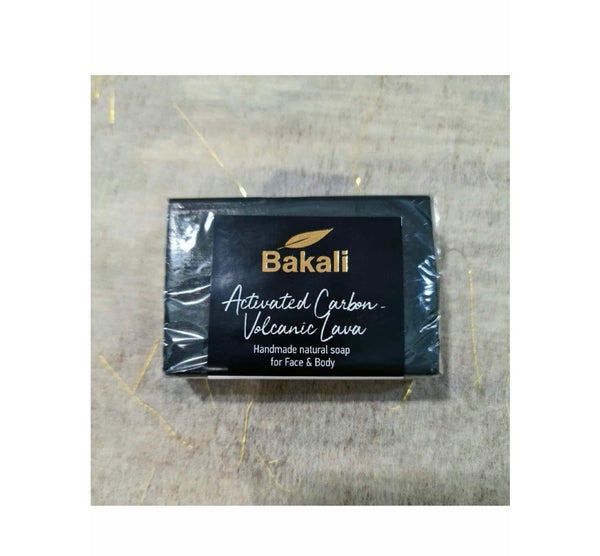 Bakali
Activated Carbon -
Volcanic Lava
Handmade natural soap
for Face & Body